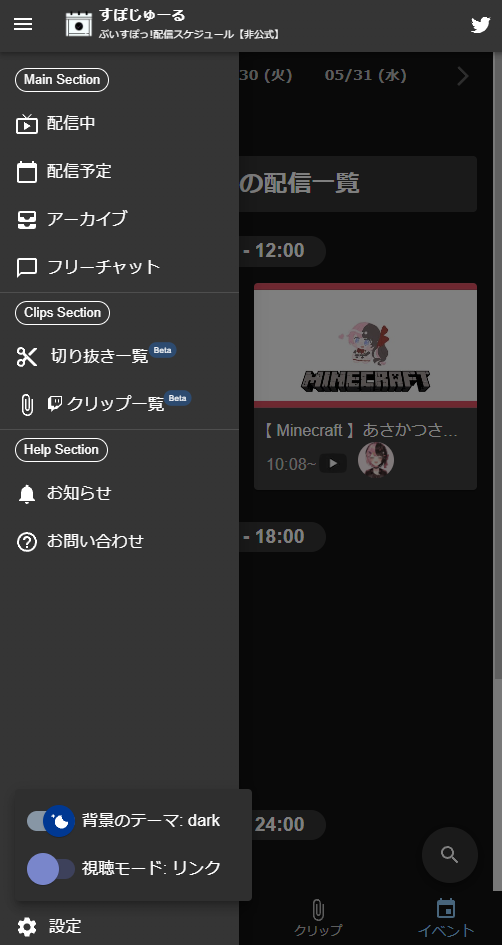 すぽじゅーる
ぶいすぽっ!配信スケジュール【非公式】
30 (火)
05/31 (水)
Main Section
配信中
配信予定
アーカイブ
フリーチャット
Clips Section
切り抜き一覧 Beta
クリップ一覧 Beta
Help Section
お知らせ
お問い合わせ
の配信一覧
- 12:00
MINECRAFT
【 Minecraft 】あさかつさ…
10:08~
- 18:00
24:00
背景のテーマ: dark
視聴モード: リンク
設定
クリップ
イベント